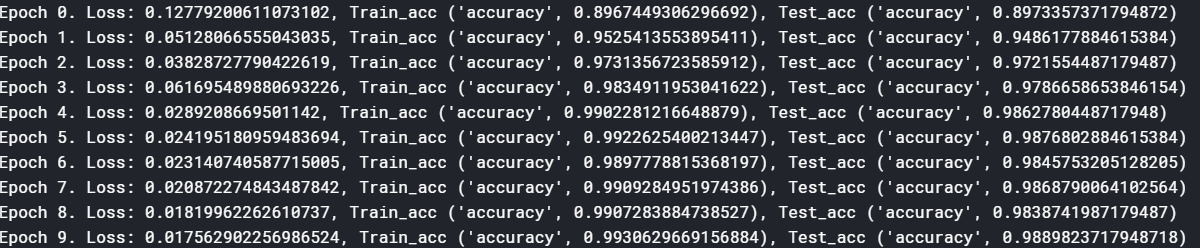 Epoch 0. Loss: 0.12779200611073102, Train_acc ('accuracy', 0.8967449306296692), Test_acc ('accuracy', 0.8973357371794872)
Epoch 1. Loss: 0.05128066555043035, Train_acc ('accuracy', 0.9525413553895411), Test_acc ('accuracy', 0.9486177884615384)
Epoch 2. Loss: 0.03828727790422619, Train_acc ('accuracy', 0.9731356723585912), Test_acc ('accuracy', 0.9721554487179487)
Epoch 3. Loss: 0.061695489880693226, Train_acc ('accuracy', 0.9834911953041622), Test_acc ('accuracy', 0.9786658653846154)
Epoch 4. Loss: 0.0289208669501142, Train_acc ('accuracy', 0.9902281216648879), Test_acc ('accuracy', 0.9862780448717948)
Epoch 5. Loss: 0.024195180959483694, Train_acc ('accuracy', 0.9922625400213447), Test_acc ('accuracy', 0.9876802884615384)
Epoch 6. Loss: 0.023140740587715005, Train_acc ('accuracy', 0.9897778815368197), Test_acc ('accuracy', 0.9845753205128205)
Epoch 7. Loss: 0.020872274843487842, Train_acc ('accuracy', 0.9909284951974386), Test_acc ('accuracy', 0.9868790064102564)
Epoch 8. Loss: 0.01819962262610737, Train_acc ('accuracy', 0.9907283884738527), Test_acc ('accuracy', 0.9838741987179487)
Epoch 9. Loss: 0.017562902256986524, Train_acc ('accuracy', 0.9930629669156884), Test_acc ('accuracy', 0.9889823717948718)